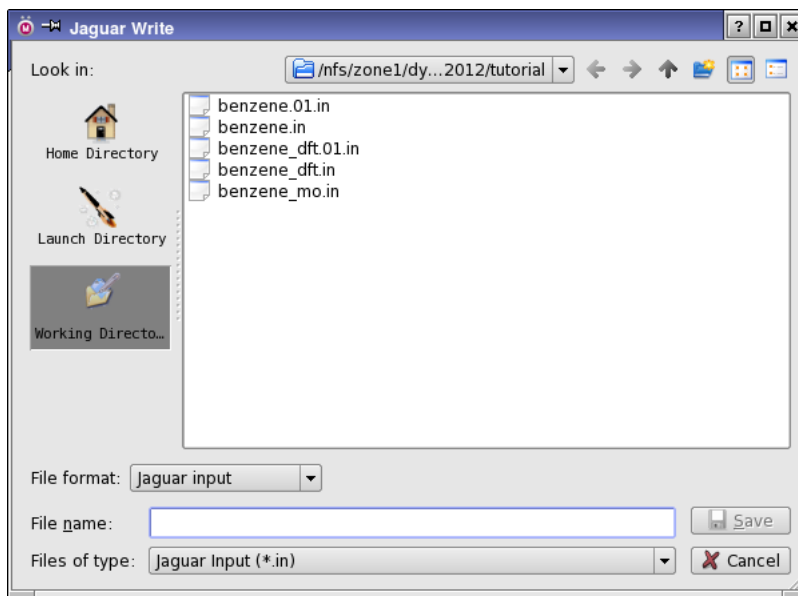 Jaguar Write
Look in:
/nfs/zone1/dy...2012/tutorial
Home Directory
Launch Directory
Working Directo...
benzene.01.in
benzene.in
benzene_dft.01.in
benzene_dft.in
benzene_mo.in
File format: Jaguar input
File name:
Save
Files of type: Jaguar Input (*.in)
Cancel